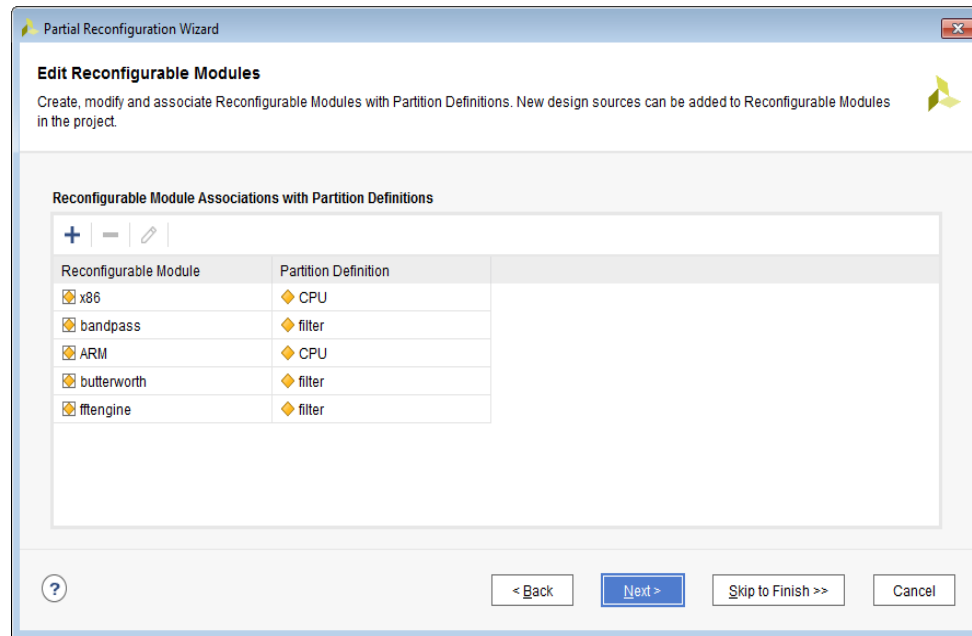 Partial Reconfiguration Wizard
Edit Reconfigurable Modules
Create, modify and associate Reconfigurable Modules with Partition Definitions. New design sources can be added to Reconfigurable Modules
in the project.
Reconfigurable Module Associations with Partition Definitions
Reconfigurable Module Partition Definition
x86 CPU
bandpass filter
ARM CPU
butterworth filter
fftengine filter
? < Back Next > Skip to Finish >> Cancel